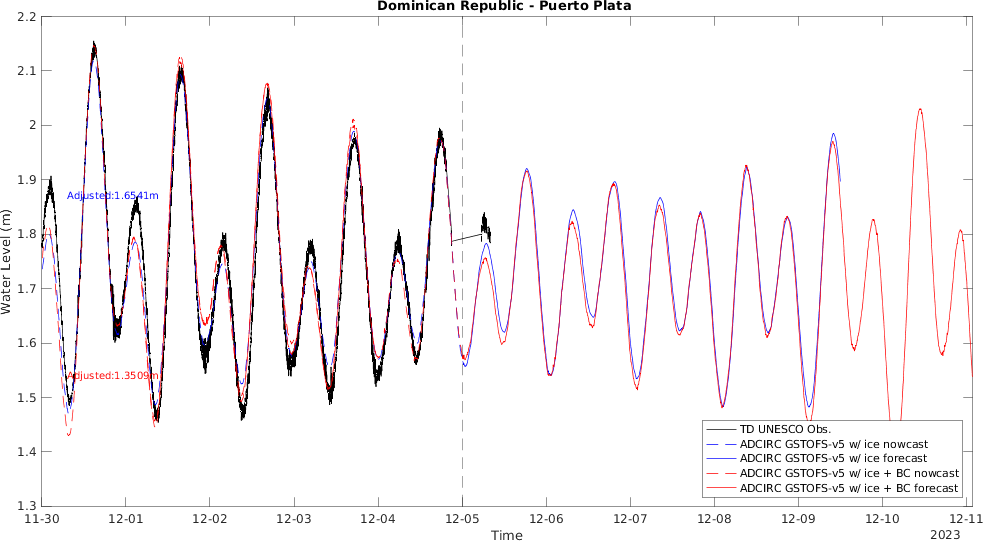 Dominican Republic - Puerto Plata
2.2
2.1
2
1.9
1.8
1.7
1.6
1.5
1.4
1.3
Water Level (m)
Adjusted:1.6541m
Adjusted:1.3509m
TD UNESCO Obs.
ADCIRC GSTOFS-v5 w/ ice nowcast
ADCIRC GSTOFS-v5 w/ ice forecast
ADCIRC GSTOFS-v5 w/ ice + BC nowcast
ADCIRC GSTOFS-v5 w/ ice + BC forecast
11-30 12-01 12-02 12-03 12-04 12-05 12-06 12-07 12-08 12-09 12-10 12-11
Time
2023